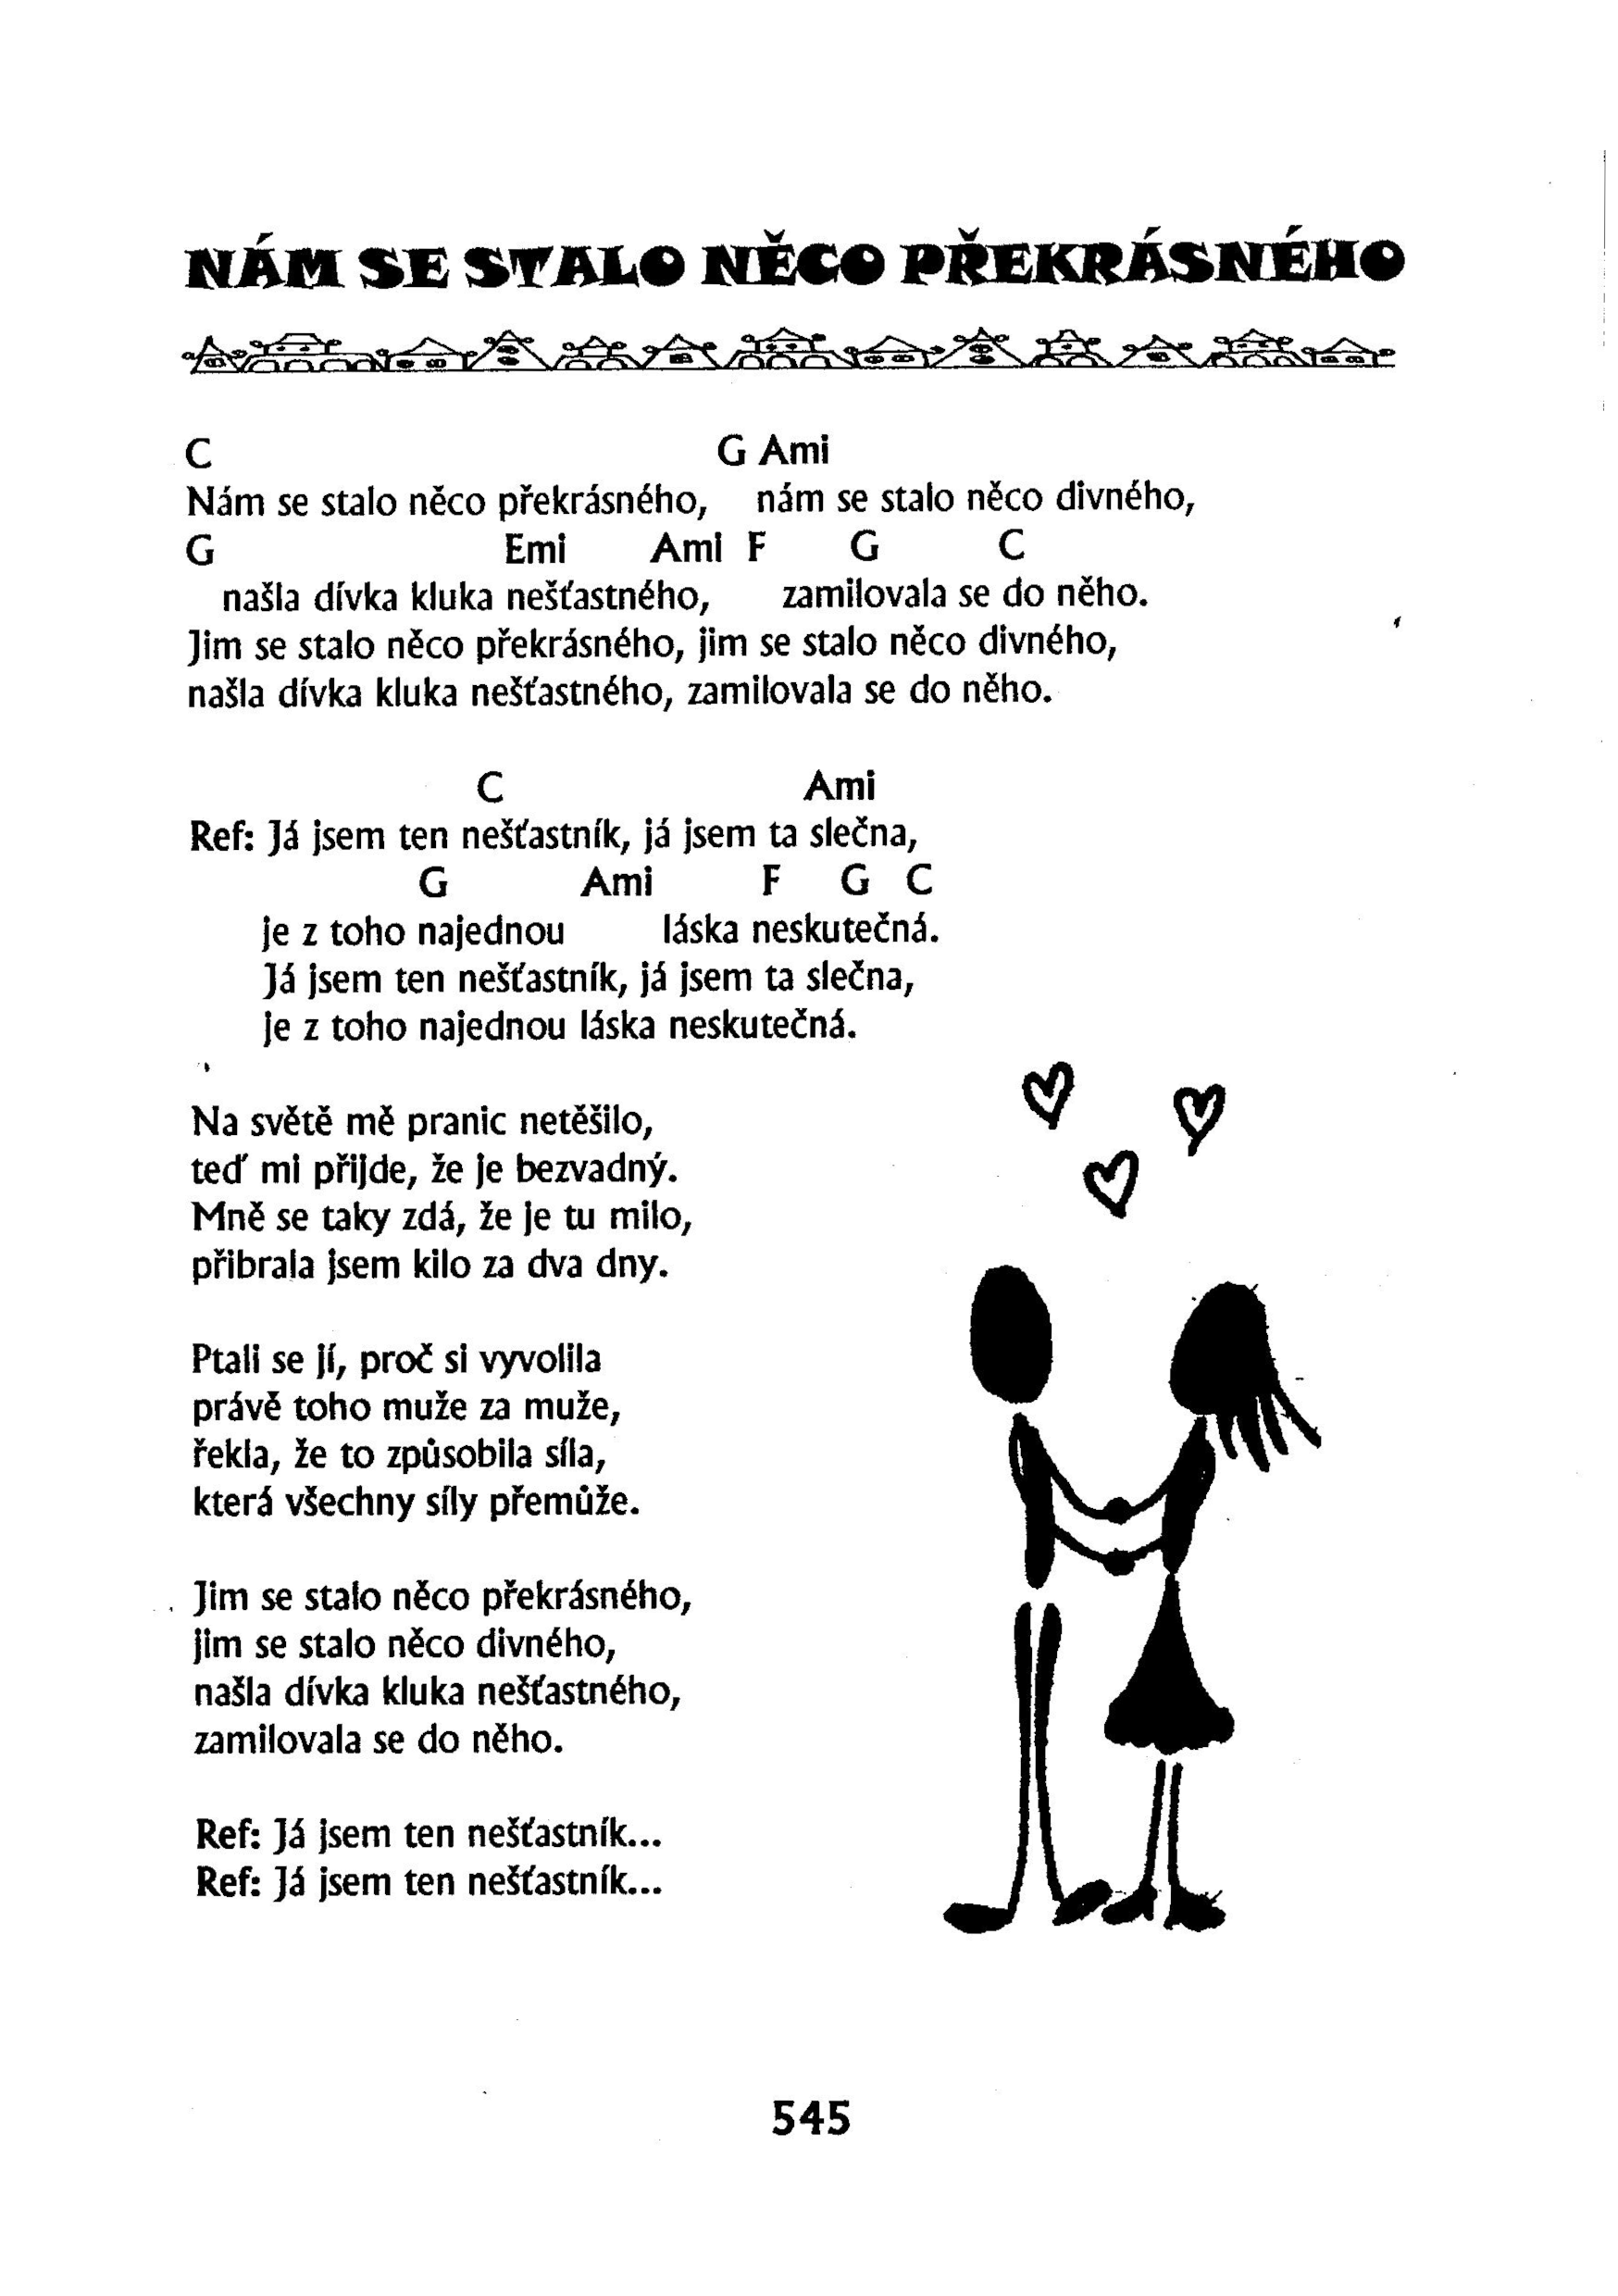 NÁM SE STALO NĚCO PŘEKRÁSNÉHO
C G Ami
Nám se stalo něco překrásného, nám se stalo něco divného,
G Emi Ami F G C
našla dívka kluka nešťastného, zamilovala se do něho.
Jim se stalo něco překrásného, jim se stalo něco divného,
našla dívka kluka nešťastného, zamilovala se do něho.
C Ami
Ref: Já jsem ten nešťastník, já jsem ta slečna,
G Ami F G C
je z toho najednou láska neskutečná.
Já jsem ten nešťastník, já jsem ta slečna,
je z toho najednou láska neskutečná.
Na světě mě pranic netěšilo,
teď mi přijde, že je bezvadný.
Mně se taky zdá, že je tu milo,
přibrala jsem kilo za dva dny.
Ptali se jí, proč si vyvolila
právě toho muže za muže,
řekla, že to způsobila síla,
která všechny síly přemůže.
Jim se stalo něco překrásného,
jim se stalo něco divného,
našla dívka kluka nešťastného,
zamilovala se do něho.
Ref: Já jsem ten nešťastník...
Ref: Já jsem ten nešťastník...
545